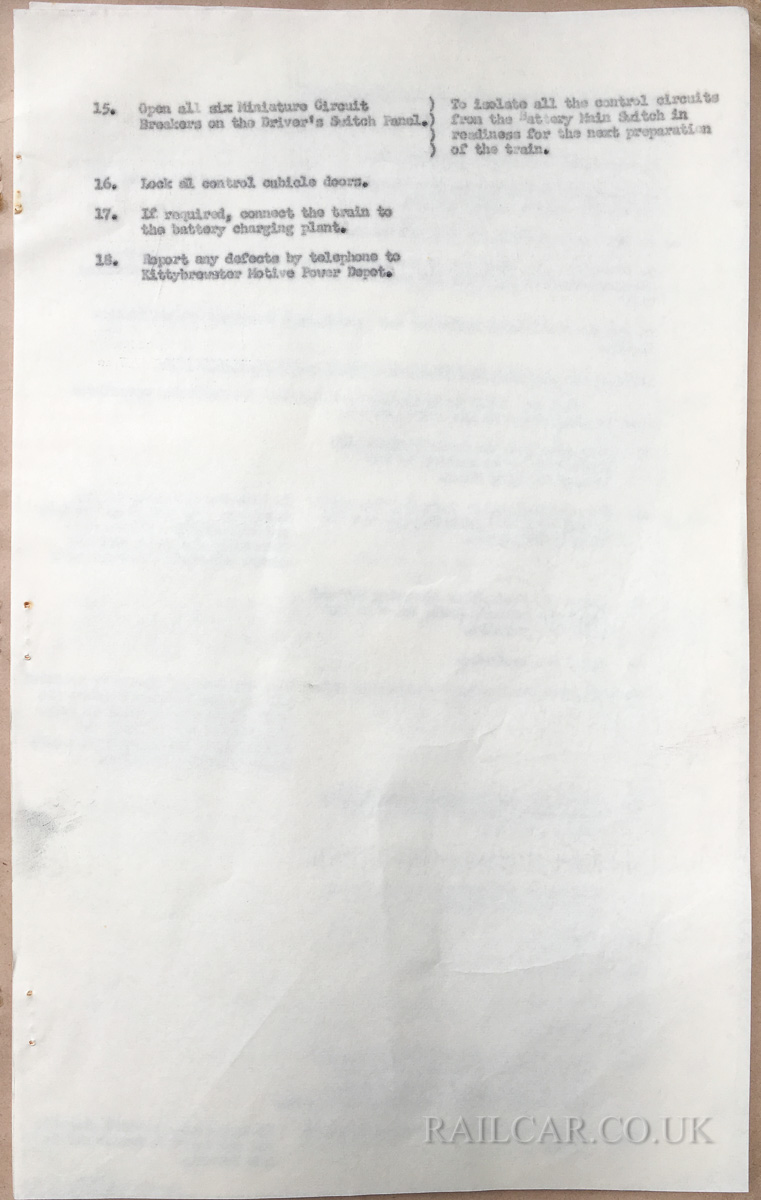 15. Open all six Miniature Circuit ) To isolate all the control circuits
Breakers on the Driver's Switch Panel.) from the Battery Main Switch in
) readiness for the next preparation
) of the train.
16. Lock al control cubicle doors.
17. If required, connect the train to
the battery charging plant.
18. Report any defects by telephone to
Kittybrewster Motive Power Depot.
RAILCAR.CO.UK